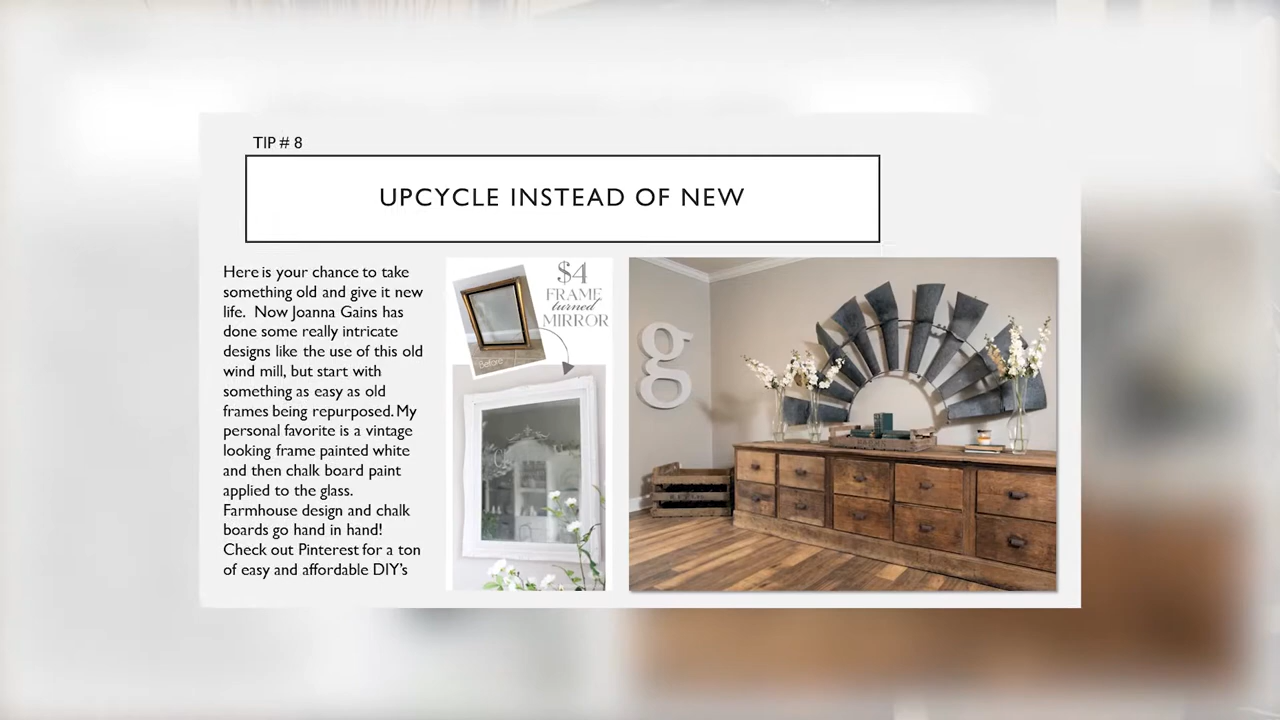 TIP # 8
UPCYCLE INSTEAD OF NEW
Here is your chance to take
something old and give it new
life. Now Joanna Gains has
done some really intricate
designs like the use of this old
wind mill, but start with
something as easy as old
frames being repurposed. My
personal favorite is a vintage
looking frame painted white
and then chalk board paint
applied to the glass.
Farmhouse design and chalk
boards go hand in hand!
Check out Pinterest for a ton
of easy and affordable DIY's
$4
FRAME
turned
MIRROR
Before
g